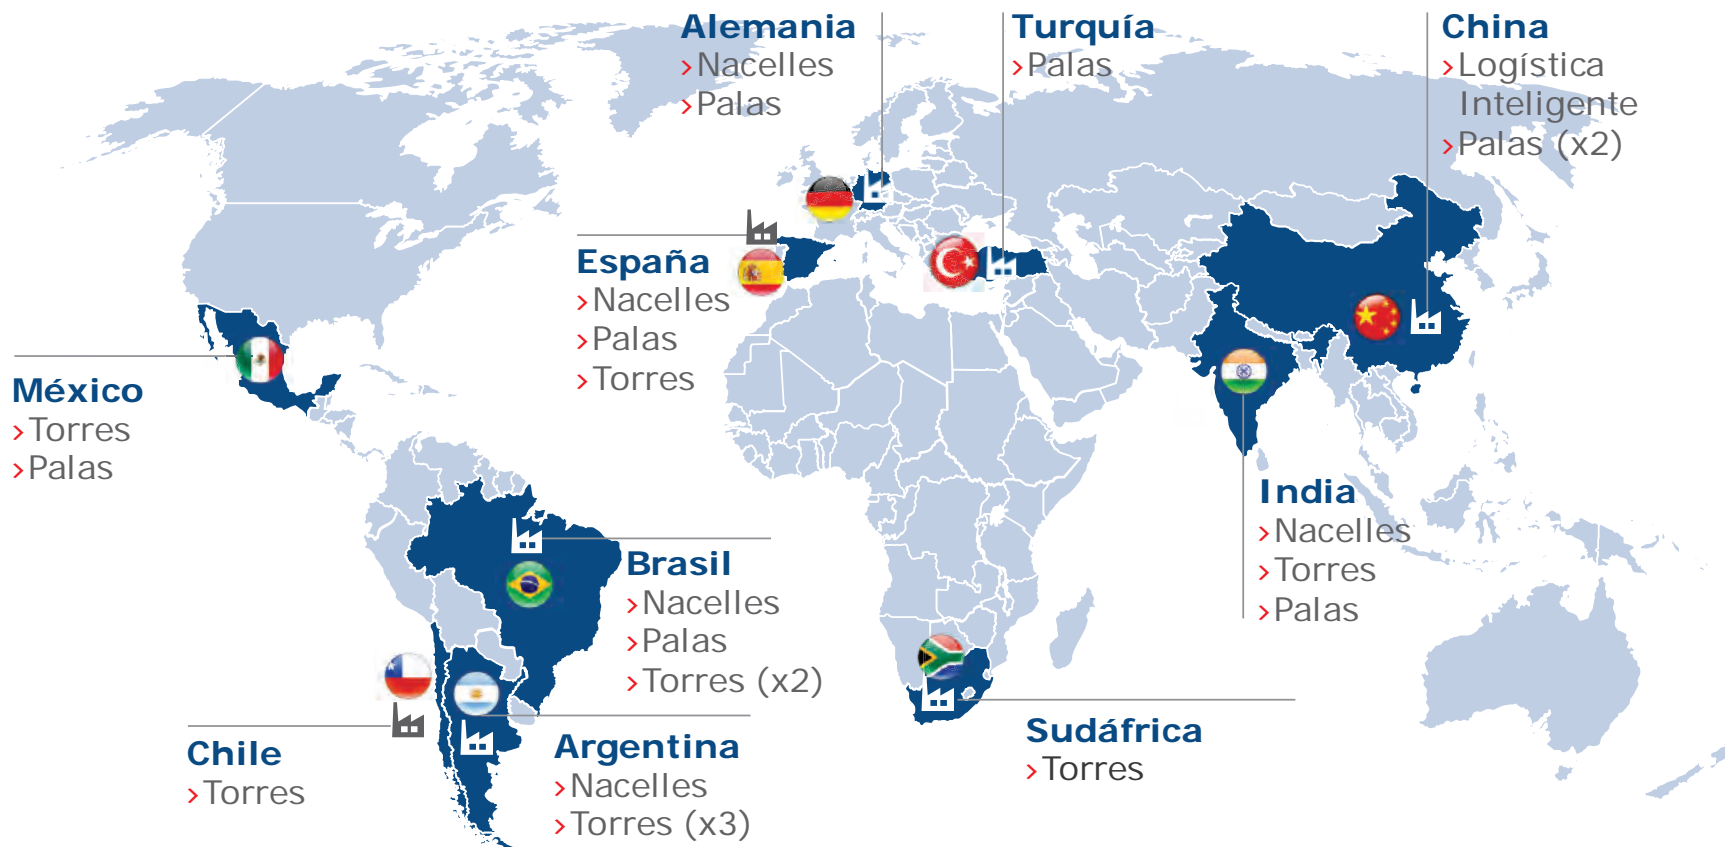 Alemania
>Nacelles
>Palas
Turquía
>Palas
China
>Logística
Inteligente
>Palas (x2)
España
>Nacelles
>Palas
>Torres
México
>Torres
>Palas
India
>Nacelles
>Torres
>Palas
Brasil
>Nacelles
>Palas
>Torres (x2)
Chile
>Torres
Argentina
>Nacelles
>Torres (x3)
Sudáfrica
>Torres